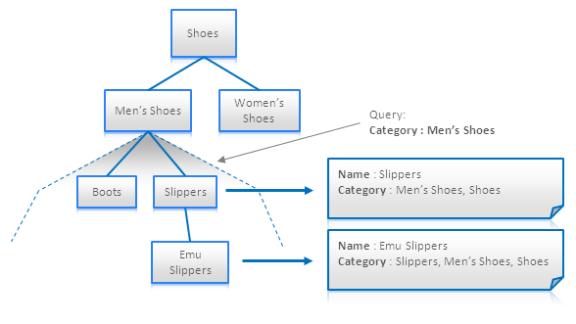 Shoes
Men's Shoes
Women's
Shoes
Query:
Category : Men's Shoes
Boots
Slippers
Name : Slippers
Category : Men's Shoes, Shoes
Emu
Slippers
Name : Emu Slippers
Category : Slippers, Men's Shoes, Shoes